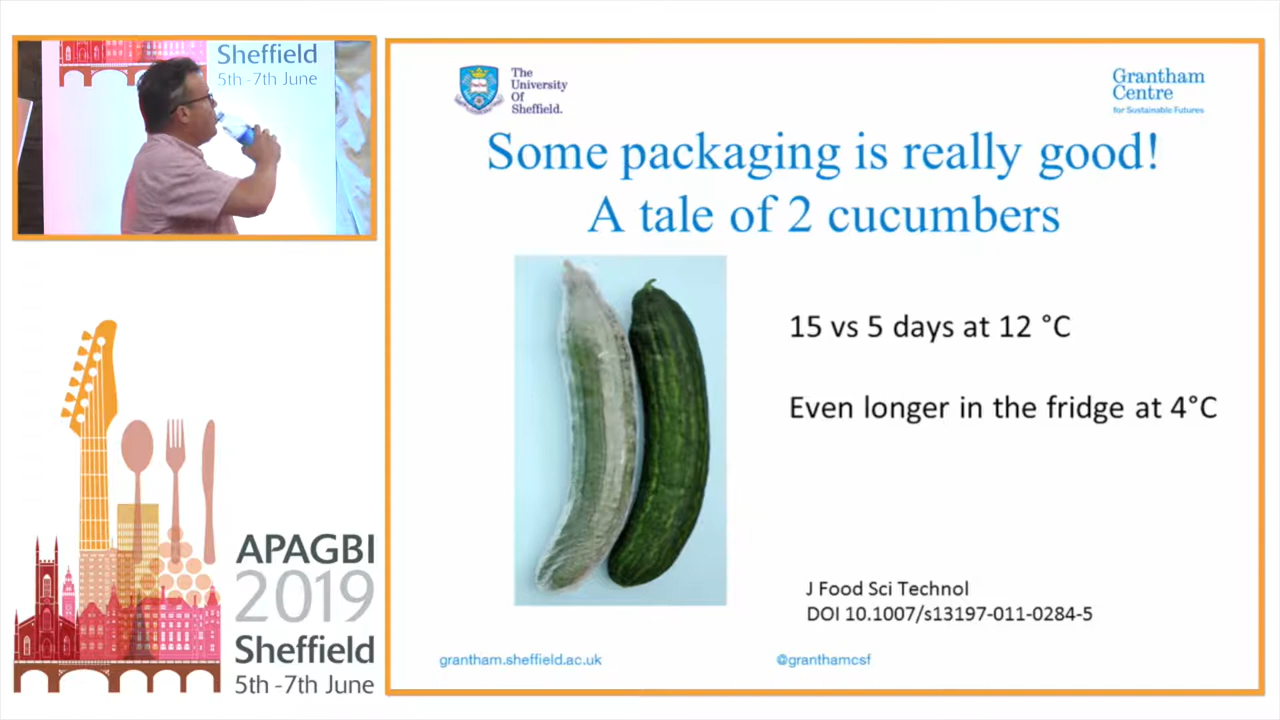 Sheffield
5th -7th June
The
University
Of
Sheffield.
Grantham
Centre
for Sustainable Futures
Some packaging is really good!
A tale of 2 cucumbers
15 vs 5 days at 12 °C
Even longer in the fridge at 4°C
J Food Sci Technol
DOI 10.1007/s13197-011-0284-5
grantham.sheffield.ac.uk
@granthamcsf
APAGBI
2019
Sheffield
5th -7th June